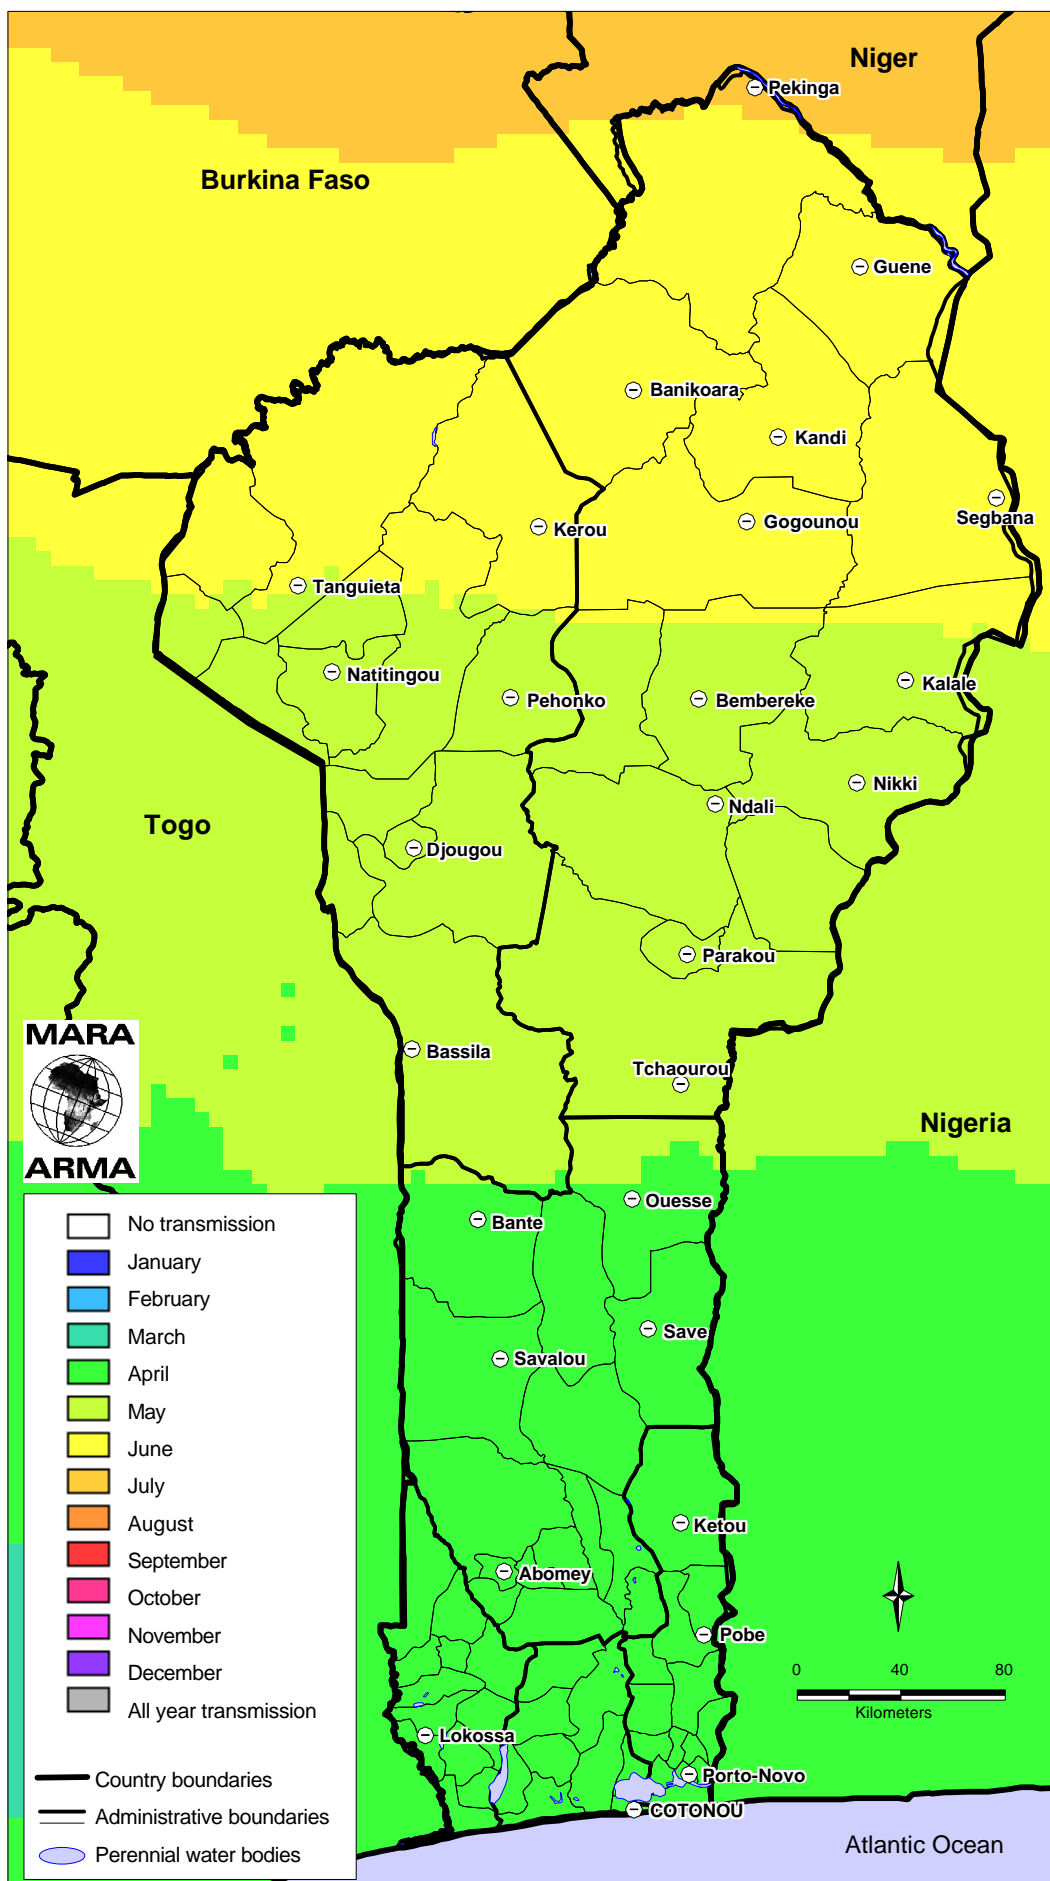 Niger
Pekinga
Burkina Faso
Guene
Banikoara
Kandi
Segbana
Gogounou
Kerou
Tanguieta
Natitingou
Kalale
Pehonko
Bembereke
Nikki
Ndali
Togo
Djougou
Parakou
MARA
ARMA
Bassila
Tchaourou
Nigeria
Ouesse
Bante
Save
Savalou
Ketou
Abomey
Pobe
Lokossa
Porto-Novo
COTONOU
Atlantic Ocean
No transmission
January
February
March
April
May
June
July
August
September
October
November
December
All year transmission
Country boundaries
Administrative boundaries
Perennial water bodies
0 40 80
Kilometers